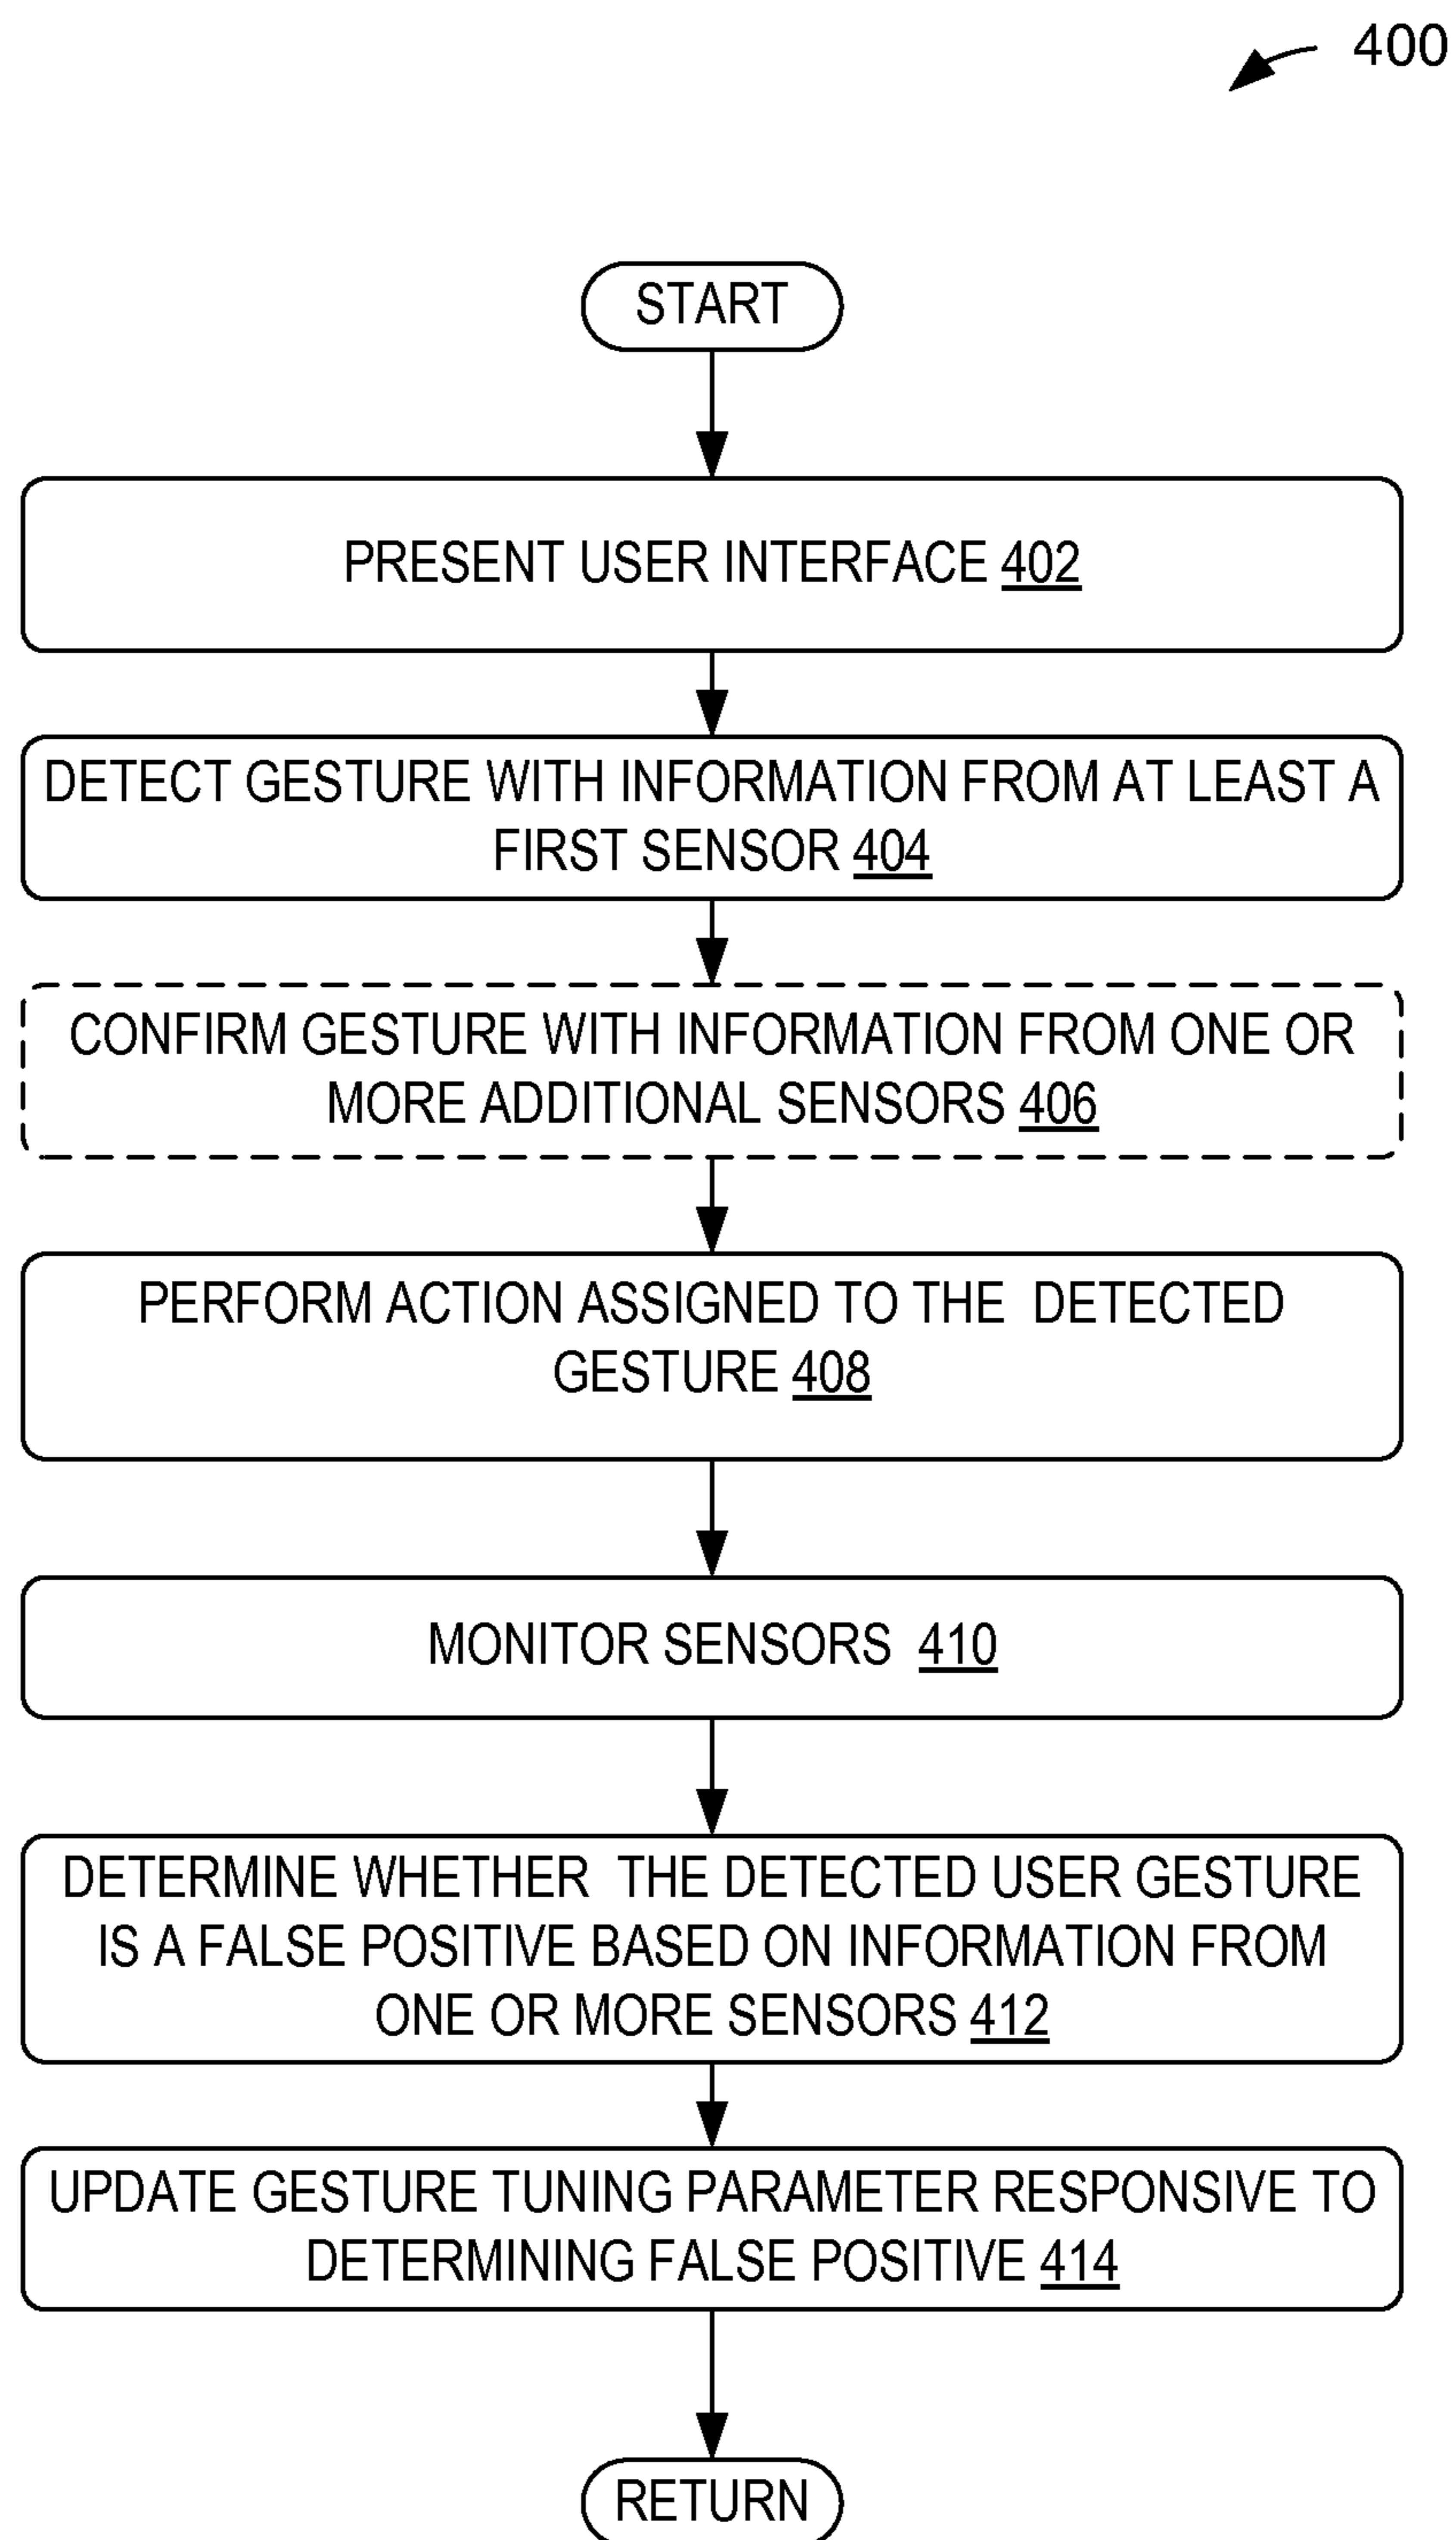 400
START
PRESENT USER INTERFACE 402
DETECT GESTURE WITH INFORMATION FROM AT LEAST A
FIRST SENSOR 404
CONFIRM GESTURE WITH INFORMATION FROM ONE OR
MORE ADDITIONAL SENSORS 406
PERFORM ACTION ASSIGNED TO THE DETECTED
GESTURE 408
MONITOR SENSORS 410
DETERMINE WHETHER THE DETECTED USER GESTURE
IS A FALSE POSITIVE BASED ON INFORMATION FROM
ONE OR MORE SENSORS 412
UPDATE GESTURE TUNING PARAMETER RESPONSIVE TO
DETERMINING FALSE POSITIVE 414
RETURN